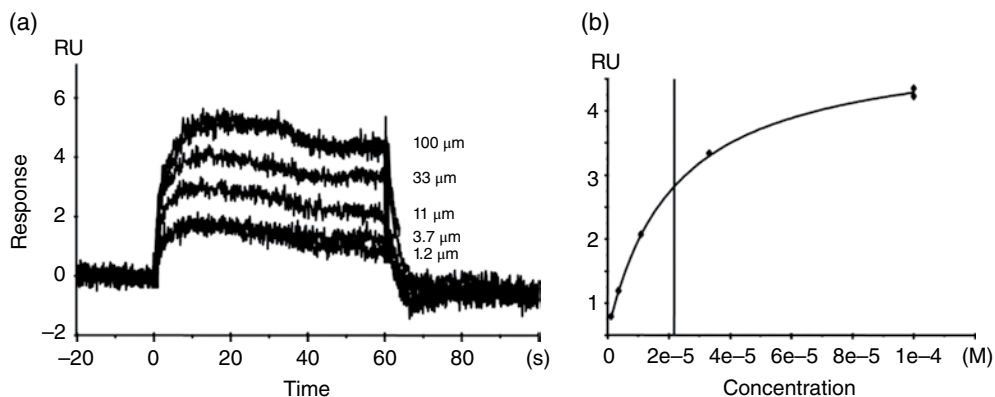 (a)
RU
6
4
2
0
−2
Response
100 μm
33 μm
11 μm
3.7 μm
1.2 μm
−20 0 20 40 60 80 (s)
Time
(b)
RU
4
3
2
1
0 2e−5 4e−5 6e−5 8e−5 1e−4 (M)
Concentration